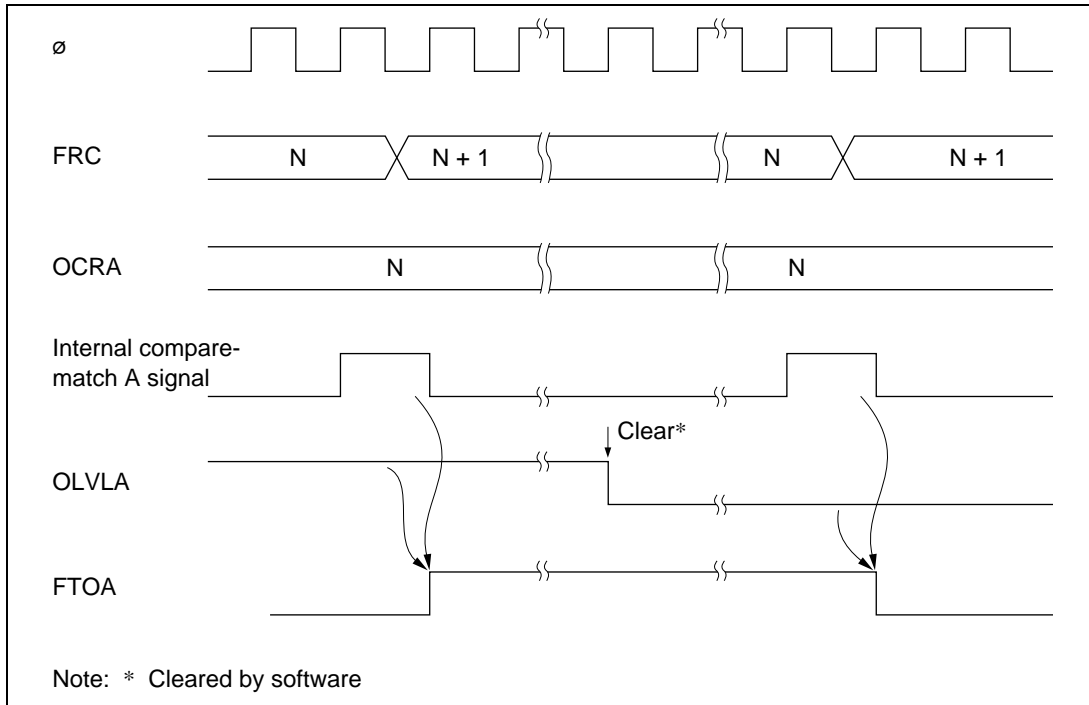 ø
FRC
N
N + 1
N
N + 1
OCRA
N
N
Internal compare-
match A signal
Clear*
OLVLA
FTOA
Note: * Cleared by software